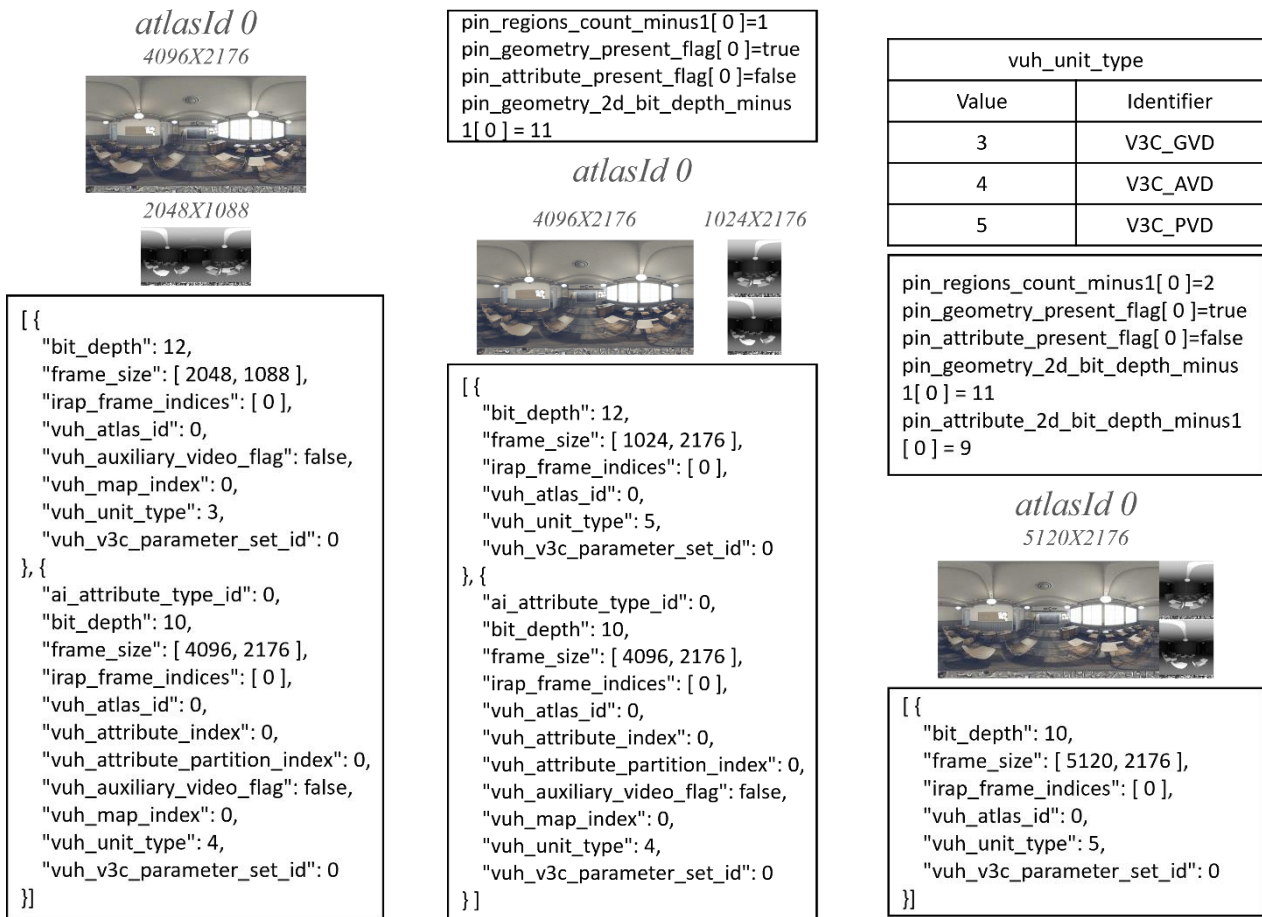 atlasId 0
4096X2176
2048X1088
[ {
"bit_depth": 12,
"frame_size": [ 2048, 1088 ],
"irap_frame_indices": [ 0 ],
"vuh_atlas_id": 0,
"vuh_auxiliary_video_flag": false,
"vuh_map_index": 0,
"vuh_unit_type": 3,
"vuh_v3c_parameter_set_id": 0
}, {
"ai_attribute_type_id": 0,
"bit_depth": 10,
"frame_size": [ 4096, 2176 ],
"irap_frame_indices": [ 0 ],
"vuh_atlas_id": 0,
"vuh_attribute_index": 0,
"vuh_attribute_partition_index": 0,
"vuh_auxiliary_video_flag": false,
"vuh_map_index": 0,
"vuh_unit_type": 4,
"vuh_v3c_parameter_set_id": 0
}]
pin_regions_count_minus1[ 0 ]=1
pin_geometry_present_flag[ 0 ]=true
pin_attribute_present_flag[ 0 ]=false
pin_geometry_2d_bit_depth_minus
1[ 0 ] = 11
atlasId 0
4096X2176 1024X2176
[ {
"bit_depth": 12,
"frame_size": [ 1024, 2176 ],
"irap_frame_indices": [ 0 ],
"vuh_atlas_id": 0,
"vuh_unit_type": 5,
"vuh_v3c_parameter_set_id": 0
}, {
"ai_attribute_type_id": 0,
"bit_depth": 10,
"frame_size": [ 4096, 2176 ],
"irap_frame_indices": [ 0 ],
"vuh_atlas_id": 0,
"vuh_attribute_index": 0,
"vuh_attribute_partition_index": 0,
"vuh_auxiliary_video_flag": false,
"vuh_map_index": 0,
"vuh_unit_type": 4,
"vuh_v3c_parameter_set_id": 0
} ]
vuh_unit_type
Value Identifier
3 V3C_GVD
4 V3C_AVD
5 V3C_PVD
pin_regions_count_minus1[ 0 ]=2
pin_geometry_present_flag[ 0 ]=true
pin_attribute_present_flag[ 0 ]=false
pin_geometry_2d_bit_depth_minus
1[ 0 ] = 11
pin_attribute_2d_bit_depth_minus1
[ 0 ] = 9
atlasId 0
5120X2176
[ {
"bit_depth": 10,
"frame_size": [ 5120, 2176 ],
"irap_frame_indices": [ 0 ],
"vuh_atlas_id": 0,
"vuh_unit_type": 5,
"vuh_v3c_parameter_set_id": 0
}]